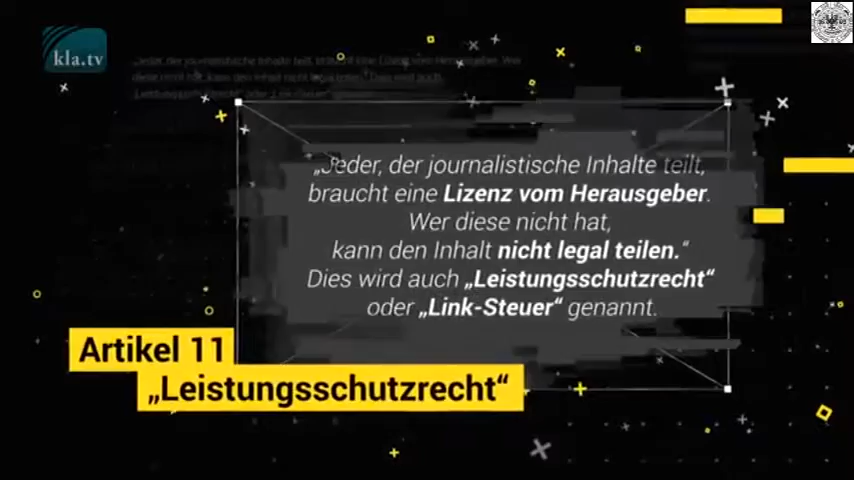 kla.tv
„Jeder, der journalistische Inhalte teilt,
braucht eine Lizenz vom Herausgeber.
Wer diese nicht hat,
kann den Inhalt nicht legal teilen.“
Dies wird auch „Leistungsschutzrecht“
oder „Link-Steuer“ genannt.
Artikel 11
„Leistungsschutzrecht“